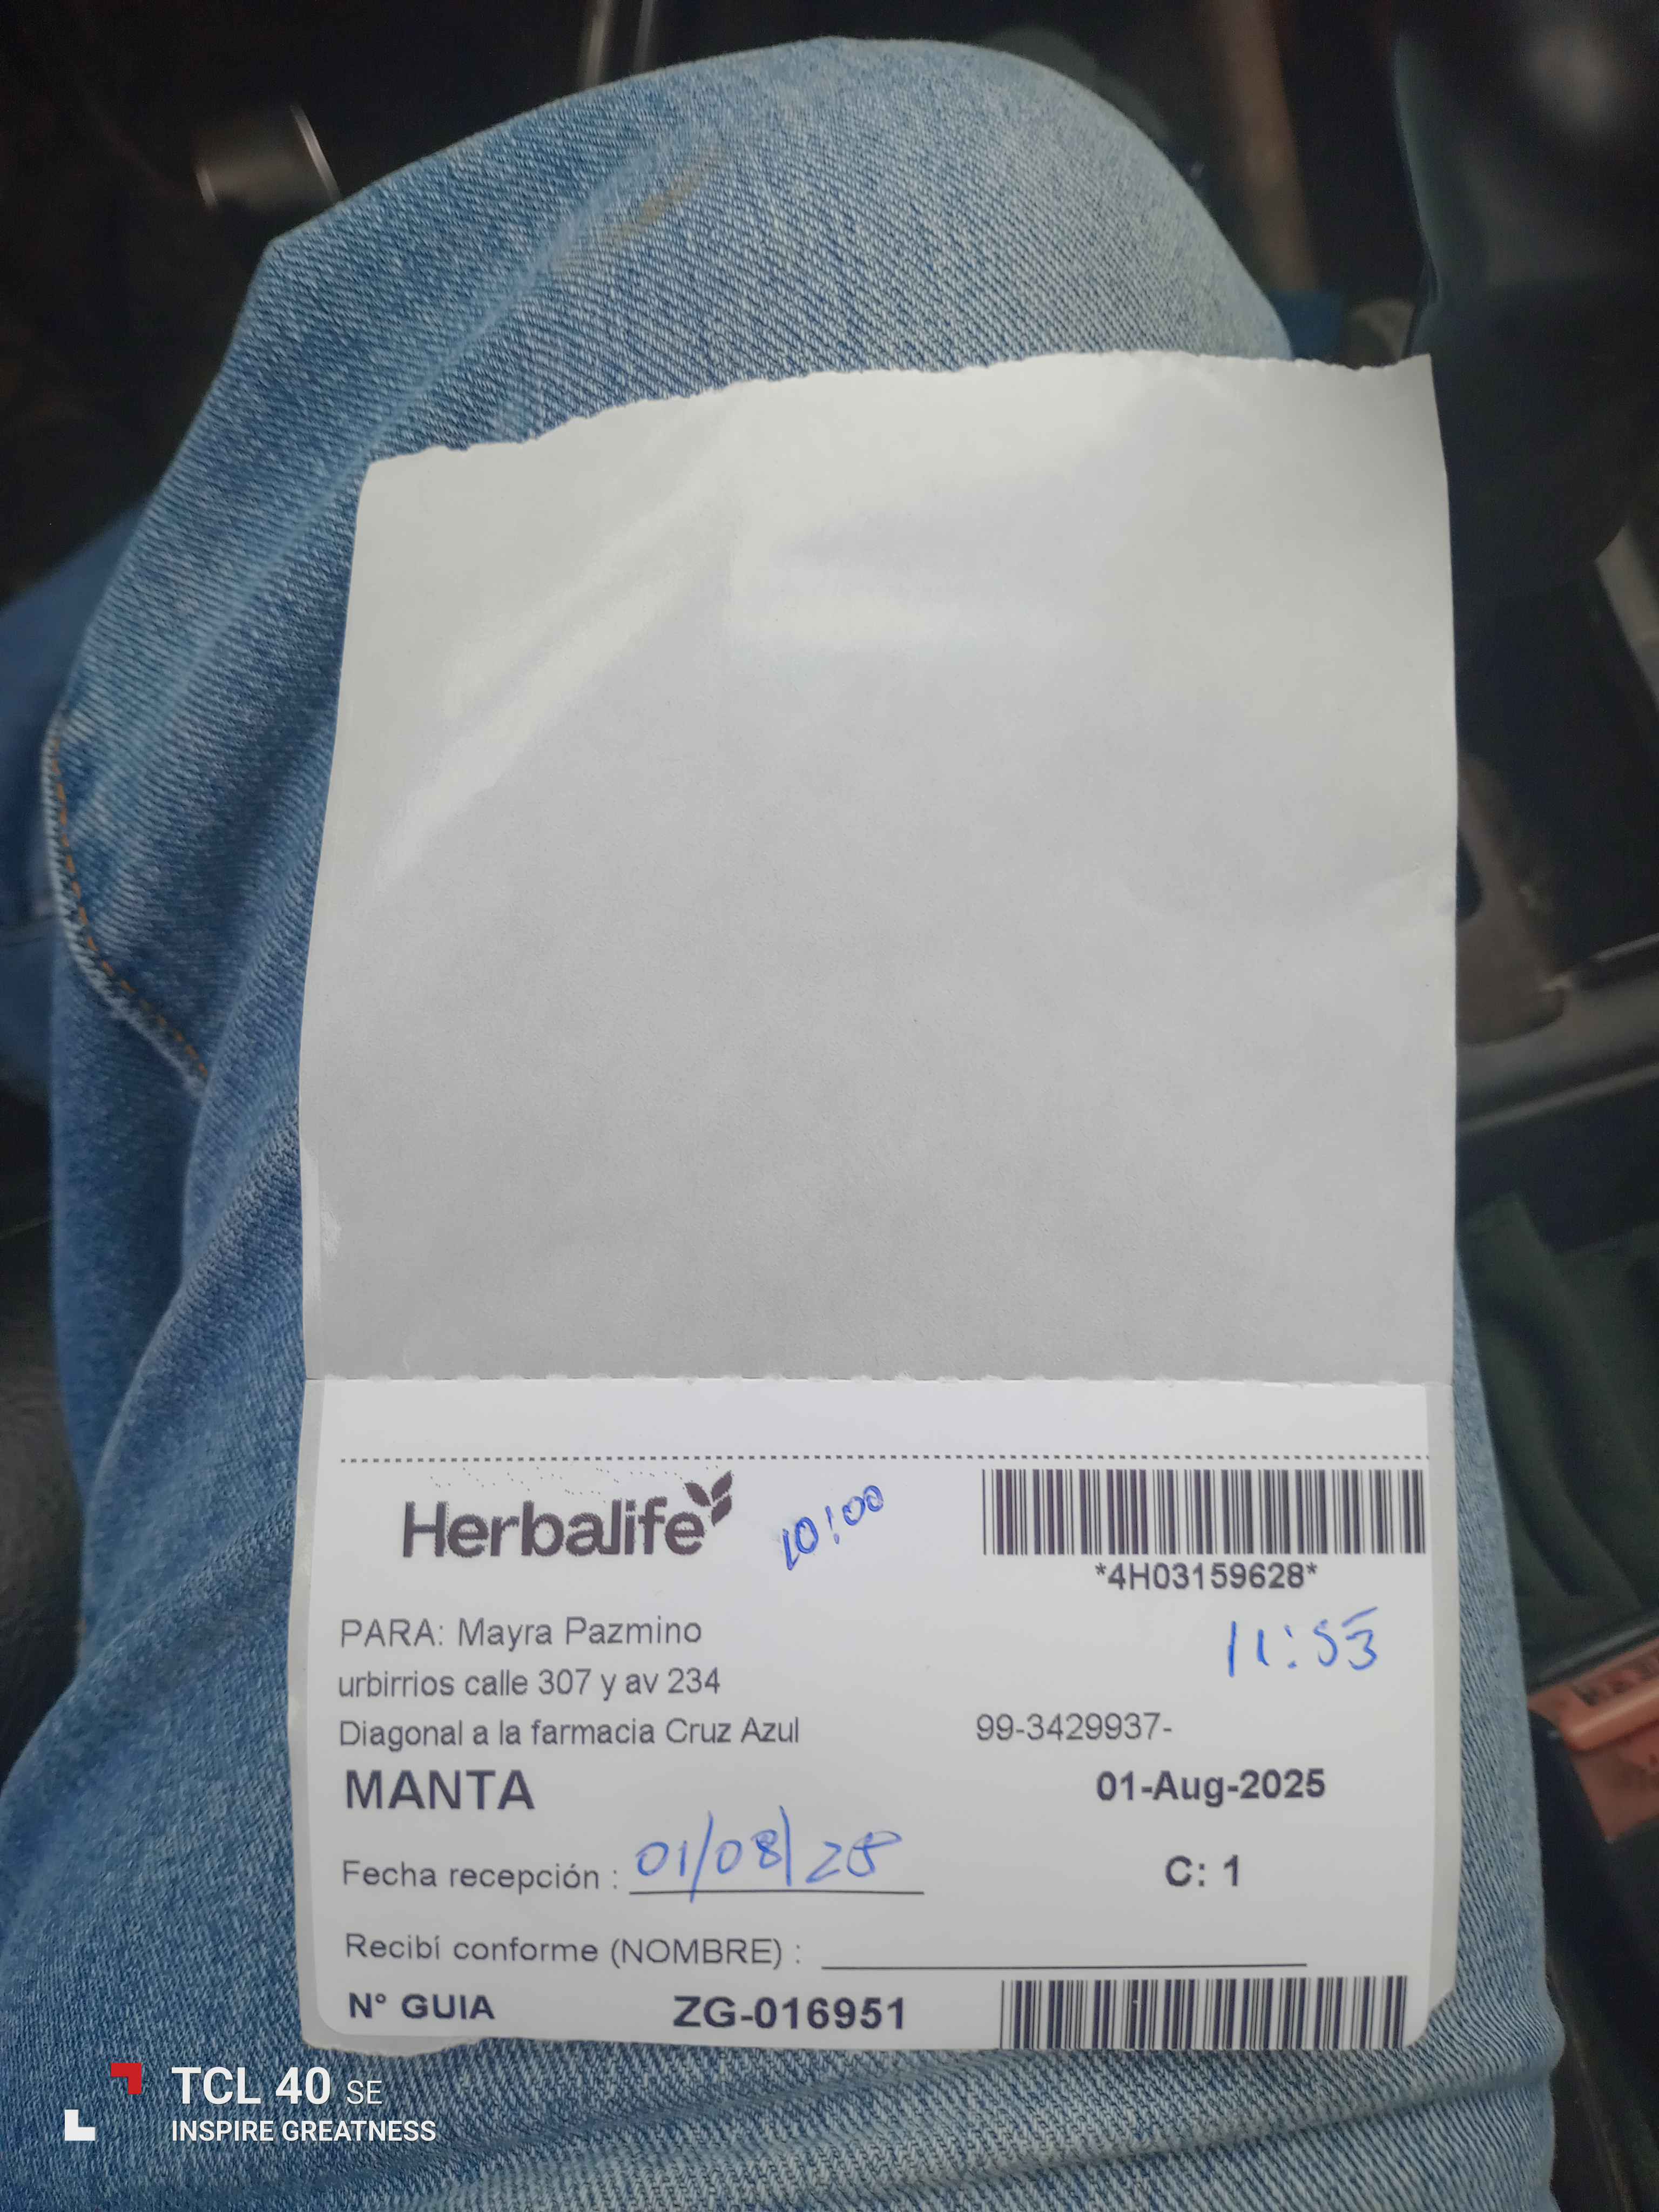 Herbalife 10:00
*4H03159628*
PARA: Mayra Pazmino
11:53
urbirrios calle 307 y av 234
Diagonal a la farmacia Cruz Azul 99-3429937-
MANTA 01-Aug-2025
Fecha recepción : 01/08/25
C: 1
Recibí conforme (NOMBRE) :
N° GUIA ZG-016951
TCL 40 SE
INSPIRE GREATNESS